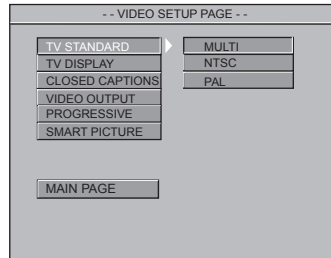 - - VIDEO SETUP PAGE - -
TV STANDARD
TV DISPLAY
CLOSED CAPTIONS
VIDEO OUTPUT
PROGRESSIVE
SMART PICTURE
MULTI
NTSC
PAL
MAIN PAGE